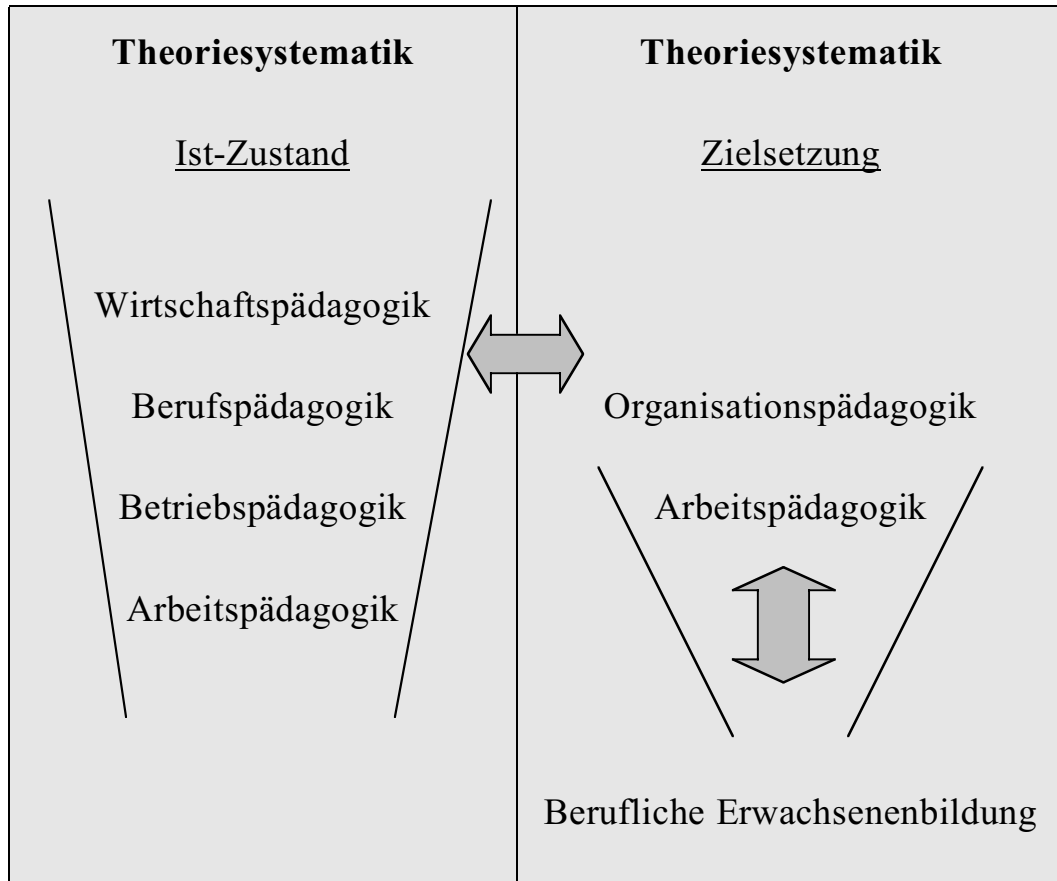 Theoriesystematik
Ist-Zustand
Wirtschaftspädagogik
Berufspädagogik
Betriebspädagogik
Arbeitspädagogik
Theoriesystematik
Zielsetzung
Organisationspädagogik
Arbeitspädagogik
Berufliche Erwachsenenbildung